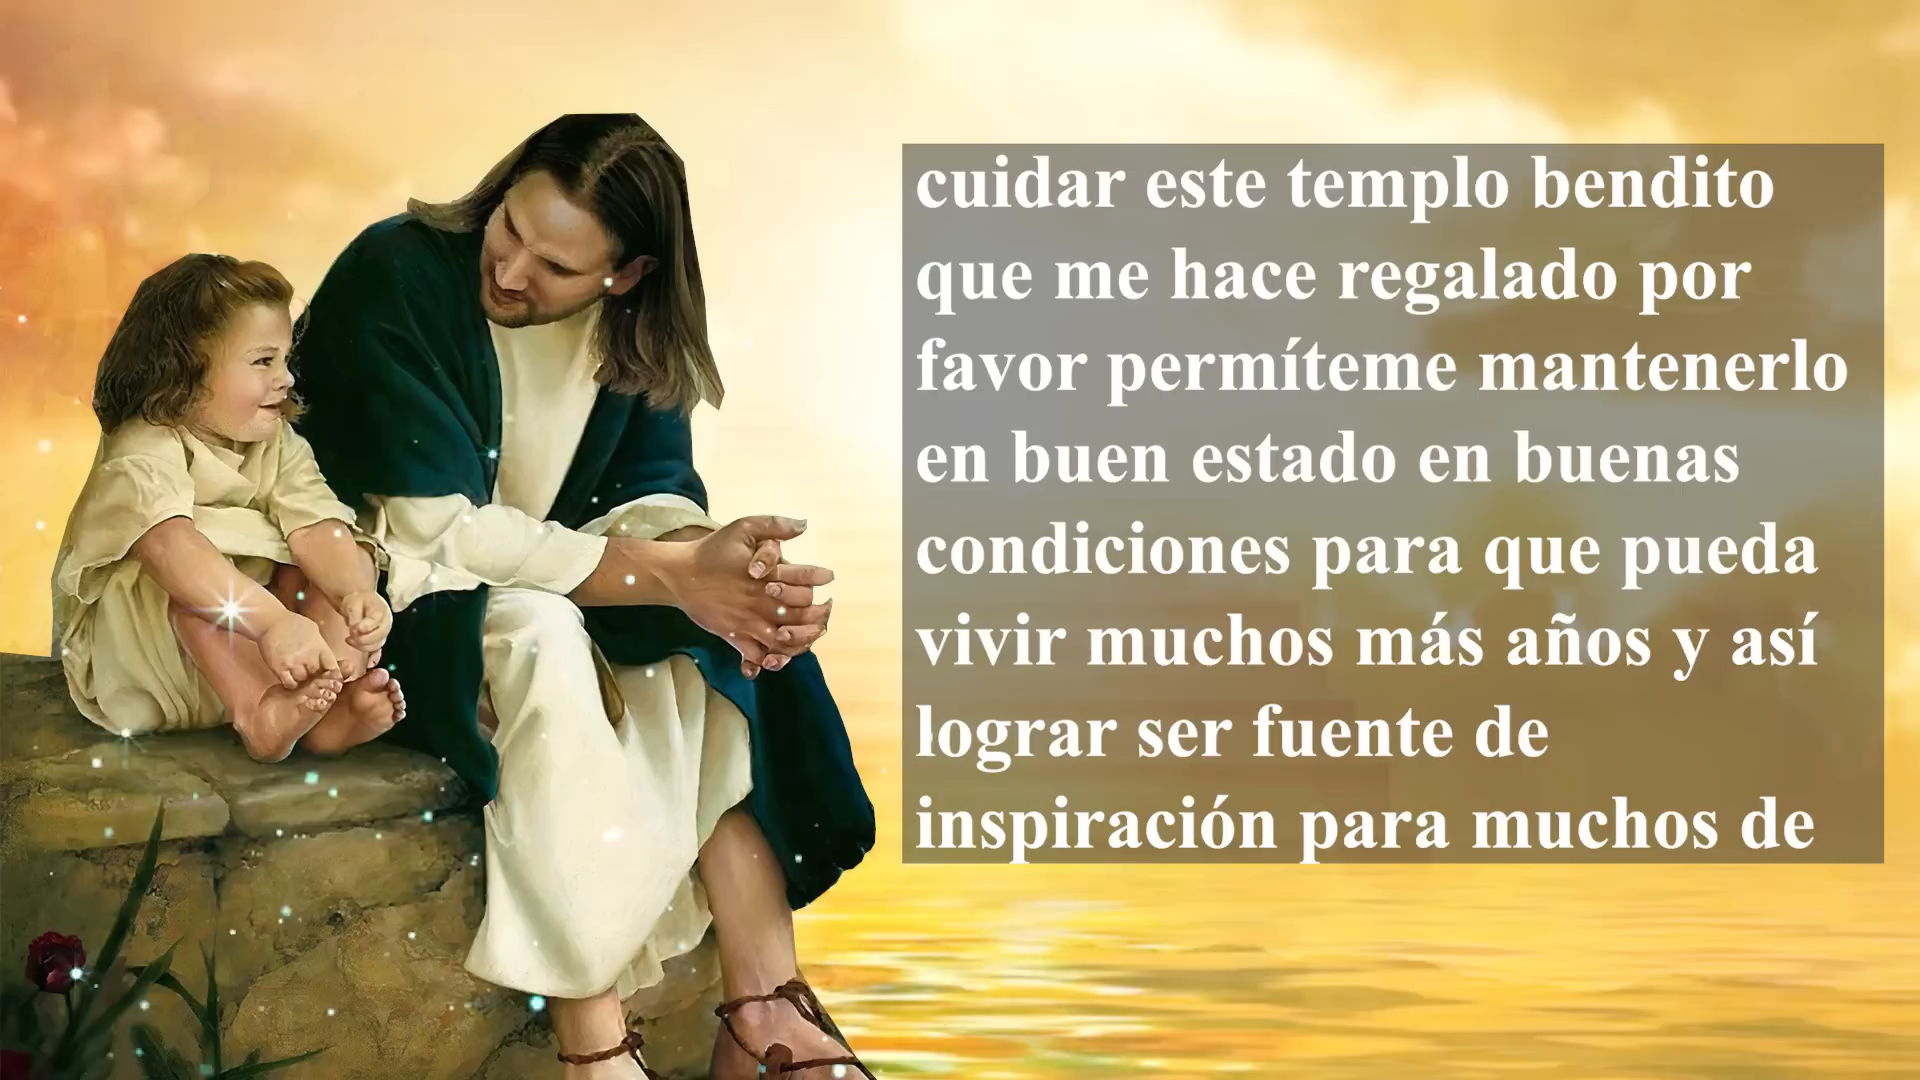 cuidar este templo bendito
que me hace regalado por
favor permíteme mantenerlo
en buen estado en buenas
condiciones para que pueda
vivir muchos más años y así
lograr ser fuente de
inspiración para muchos de